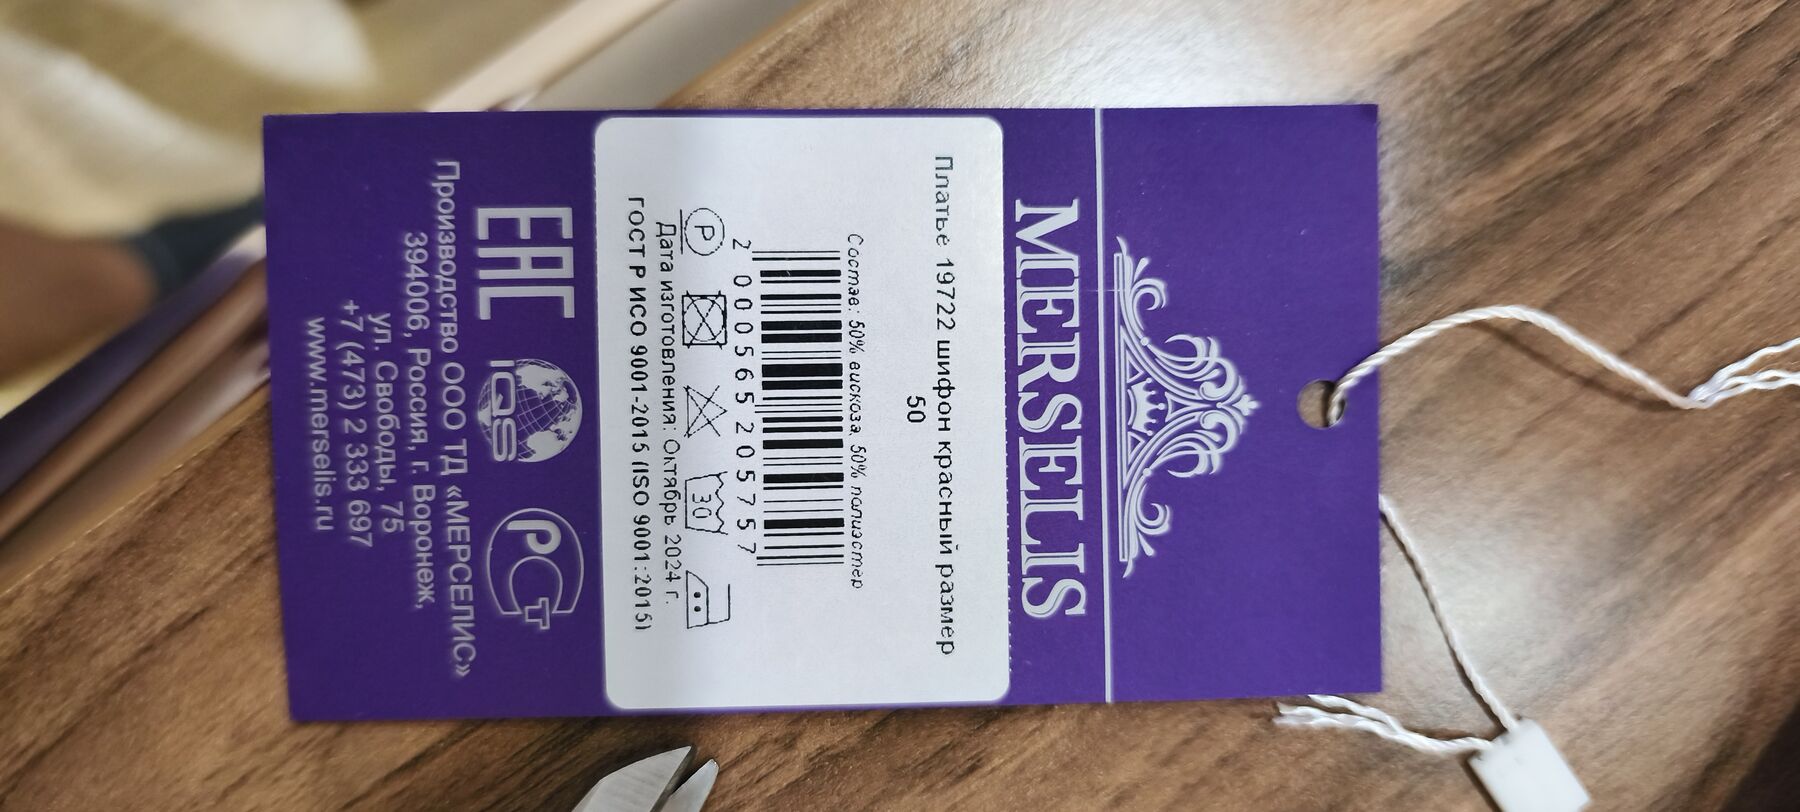 MERSELIS
Платье 19722 шифон красный размер
50
Состав: 50% вискоза, 50% полиэстер
2 000565 205757
P
30
Дата изготовления: Октябрь 2024 г.
ГОСТ Р ИСО 9001-2015 (ISO 9001:2015)
ЕАС
IQS
РСТ
Производство ООО ТД «МЕРСЕЛИС»
394006, Россия, г. Воронеж,
ул. Свободы, 75
+7 (473) 2 333 697
www.merselis.ru